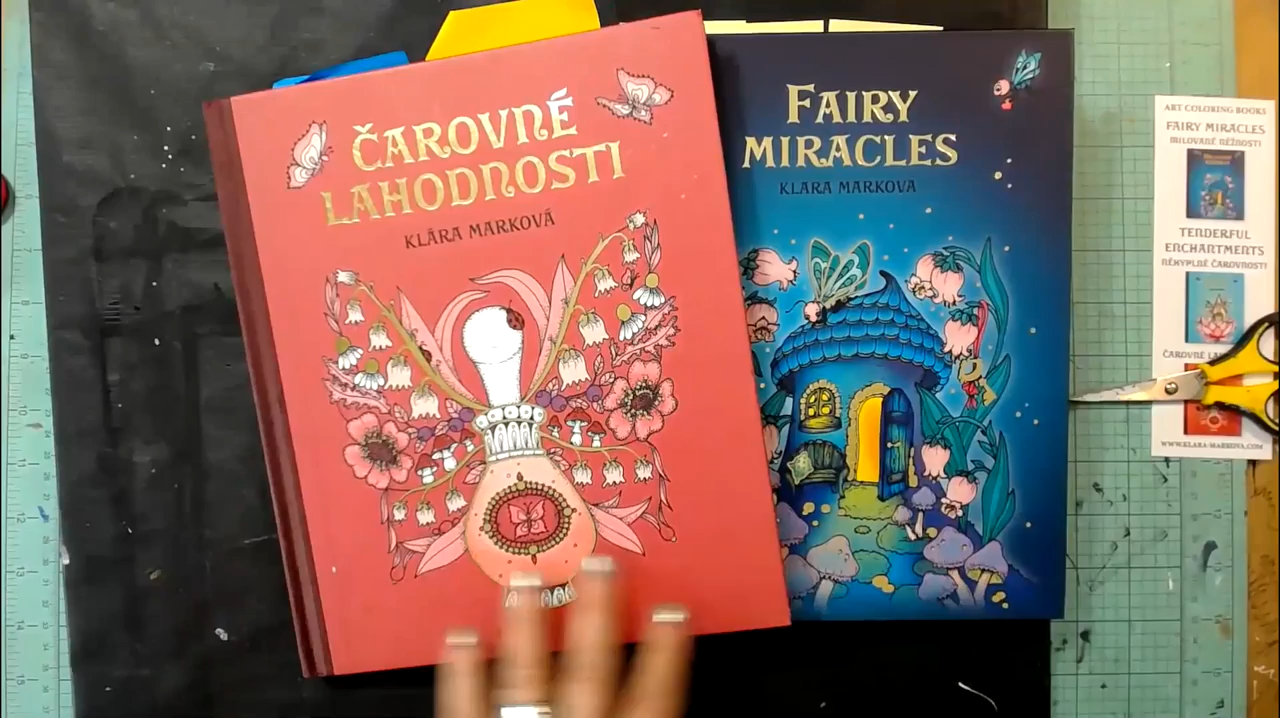 ČAROVNÉ
LAHODNOSTI
KLÁRA MARKOVÁ
FAIRY
MIRACLES
KLARA MARKOVA
ART COLORING BOOKS
FAIRY MIRACLES
MILOVANÉ NĚŽNOSTI
TENDERFUL
ENCHANTMENTS
NĚHYPLNÉ ČAROVNOSTI
ČAROVNÉ
WWW.KLARA-MARKOVA.COM